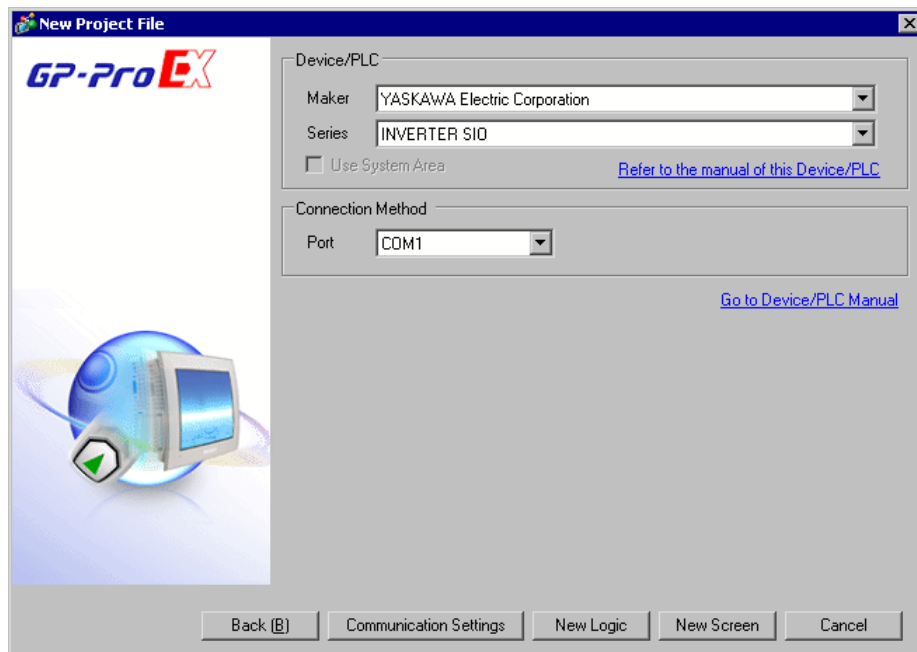 New Project File
GP-Pro EX
Device/PLC
Maker YASKAWA Electric Corporation
Series INVERTER SIO
Use System Area Refer to the manual of this Device/PLC
Connection Method
Port COM1
Go to Device/PLC Manual
Back (B) Communication Settings New Logic New Screen Cancel